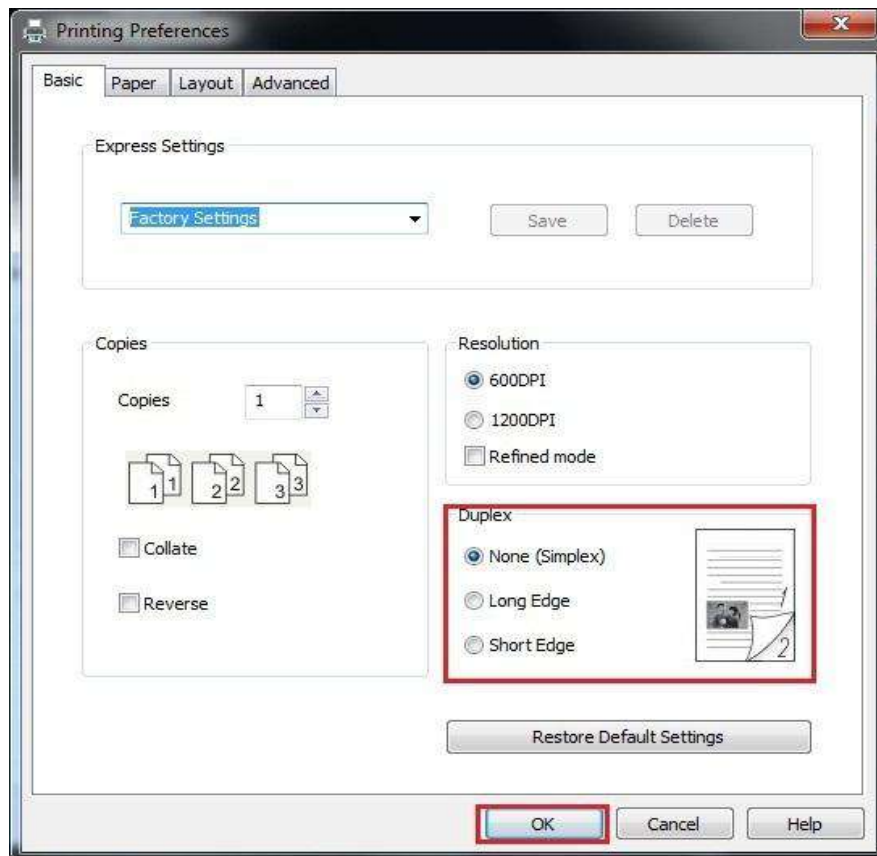 Printing Preferences
Basic Paper Layout Advanced
Express Settings
Factory Settings Save Delete
Copies
Copies 1
1 1 2 2 3 3
Collate
Reverse
Resolution
600DPI
1200DPI
Refined mode
Duplex
None (Simplex)
Long Edge
Short Edge
1
2
Restore Default Settings
OK Cancel Help